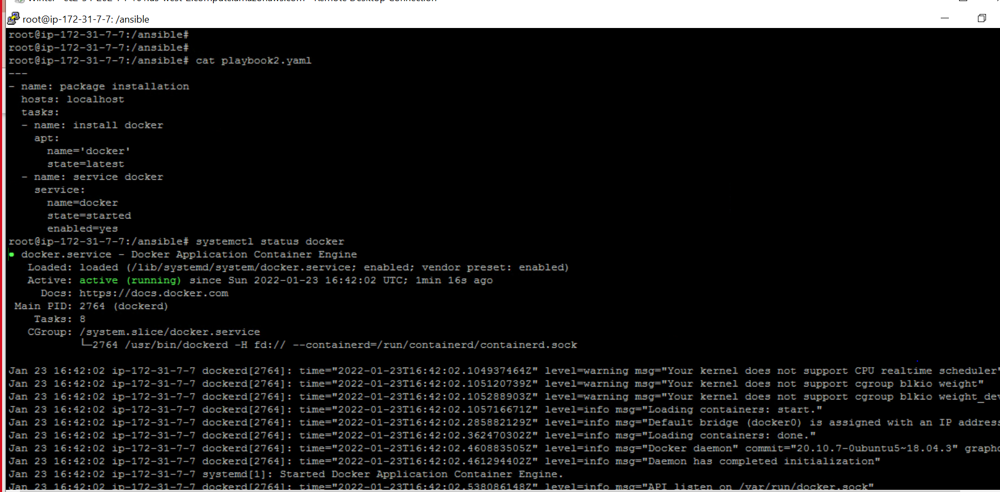 root@ip-172-31-7-7: /ansible
root@ip-172-31-7-7:/ansible#
root@ip-172-31-7-7:/ansible#
root@ip-172-31-7-7:/ansible# cat playbook2.yaml
---
- name: package installation
  hosts: localhost
  tasks:
  - name: install docker
    apt:
      name='docker'
      state=latest
  - name: service docker
    service:
      name=docker
      state=started
      enabled=yes
root@ip-172-31-7-7:/ansible# systemctl status docker
● docker.service - Docker Application Container Engine
   Loaded: loaded (/lib/systemd/system/docker.service; enabled; vendor preset: enabled)
   Active: active (running) since Sun 2022-01-23 16:42:02 UTC; 1min 16s ago
     Docs: https://docs.docker.com
 Main PID: 2764 (dockerd)
    Tasks: 8
   CGroup: /system.slice/docker.service
           └─2764 /usr/bin/dockerd -H fd:// --containerd=/run/containerd/containerd.sock
Jan 23 16:42:02 ip-172-31-7-7 dockerd[2764]: time="2022-01-23T16:42:02.104937464Z" level=warning msg="Your kernel does not support CPU realtime scheduler"
Jan 23 16:42:02 ip-172-31-7-7 dockerd[2764]: time="2022-01-23T16:42:02.105120739Z" level=warning msg="Your kernel does not support cgroup blkio weight"
Jan 23 16:42:02 ip-172-31-7-7 dockerd[2764]: time="2022-01-23T16:42:02.105288903Z" level=warning msg="Your kernel does not support cgroup blkio weight_dev
Jan 23 16:42:02 ip-172-31-7-7 dockerd[2764]: time="2022-01-23T16:42:02.105716671Z" level=info msg="Loading containers: start."
Jan 23 16:42:02 ip-172-31-7-7 dockerd[2764]: time="2022-01-23T16:42:02.285882129Z" level=info msg="Default bridge (docker0) is assigned with an IP address
Jan 23 16:42:02 ip-172-31-7-7 dockerd[2764]: time="2022-01-23T16:42:02.362470302Z" level=info msg="Loading containers: done."
Jan 23 16:42:02 ip-172-31-7-7 dockerd[2764]: time="2022-01-23T16:42:02.460883505Z" level=info msg="Docker daemon" commit="20.10.7-0ubuntu5~18.04.3" graphd
Jan 23 16:42:02 ip-172-31-7-7 dockerd[2764]: time="2022-01-23T16:42:02.461294402Z" level=info msg="Daemon has completed initialization"
Jan 23 16:42:02 ip-172-31-7-7 systemd[1]: Started Docker Application Container Engine.
Jan 23 16:42:02 ip-172-31-7-7 dockerd[2764]: time="2022-01-23T16:42:02.538086148Z" level=info msg="API listen on /var/run/docker.sock"